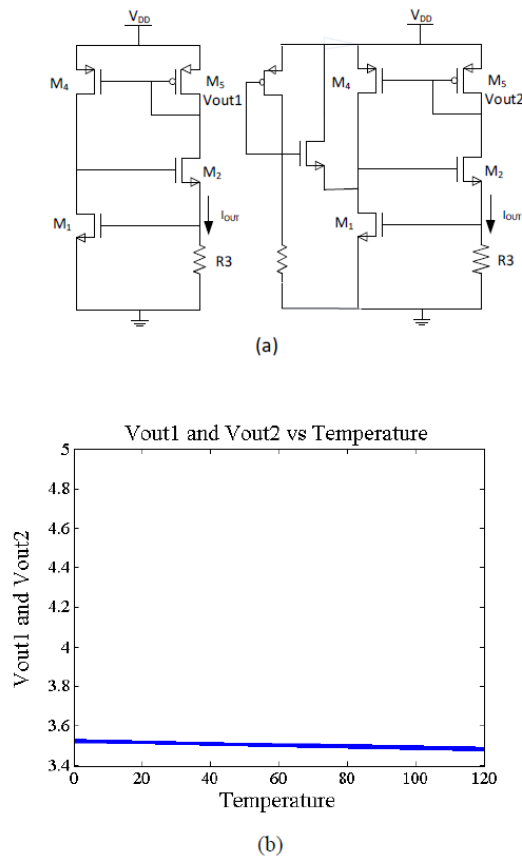 VDD
VDD
M4
M5
Vout1
M4
M5
Vout2
M2
M2
M1
IOUT
M1
IOUT
R3
R3
(a)
Vout1 and Vout2 vs Temperature
Vout1 and Vout2
5
4.8
4.6
4.4
4.2
4
3.8
3.6
3.4
0
20
40
60
80
100
120
Temperature
(b)